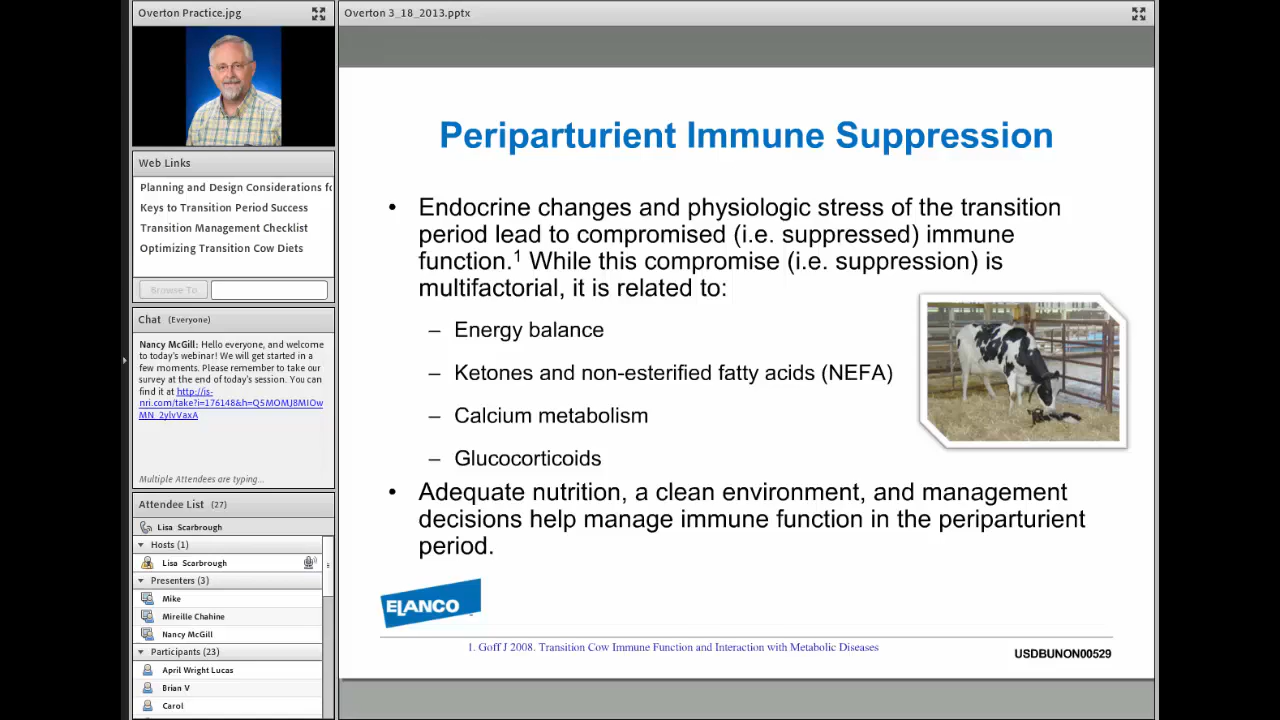 Overton Practice.jpg
Web Links
Planning and Design Considerations fo
Keys to Transition Period Success
Transition Management Checklist
Optimizing Transition Cow Diets
Browse To
Chat (Everyone)
Nancy McGill: Hello everyone, and welcome
to today's webinar! We will get started in a
few moments. Please remember to take our
survey at the end of today's session. You can
find it at http://is-
nri.com/take?i=176148&h=Q5MOMJ8MIOw
MN_2ylvVaxA
Multiple Attendees are typing...
Attendee List (27)
Lisa Scarbrough
Hosts (1)
Lisa Scarbrough
Presenters (3)
Mike
Mireille Chahine
Nancy McGill
Participants (23)
April Wright Lucas
Brian V
Carol
Overton 3_18_2013.pptx
Periparturient Immune Suppression
• Endocrine changes and physiologic stress of the transition
period lead to compromised (i.e. suppressed) immune
function.1 While this compromise (i.e. suppression) is
multifactorial, it is related to:
– Energy balance
– Ketones and non-esterified fatty acids (NEFA)
– Calcium metabolism
– Glucocorticoids
• Adequate nutrition, a clean environment, and management
decisions help manage immune function in the periparturient
period.
ELANCO
1. Goff J 2008. Transition Cow Immune Function and Interaction with Metabolic Diseases
USDBUNON00529